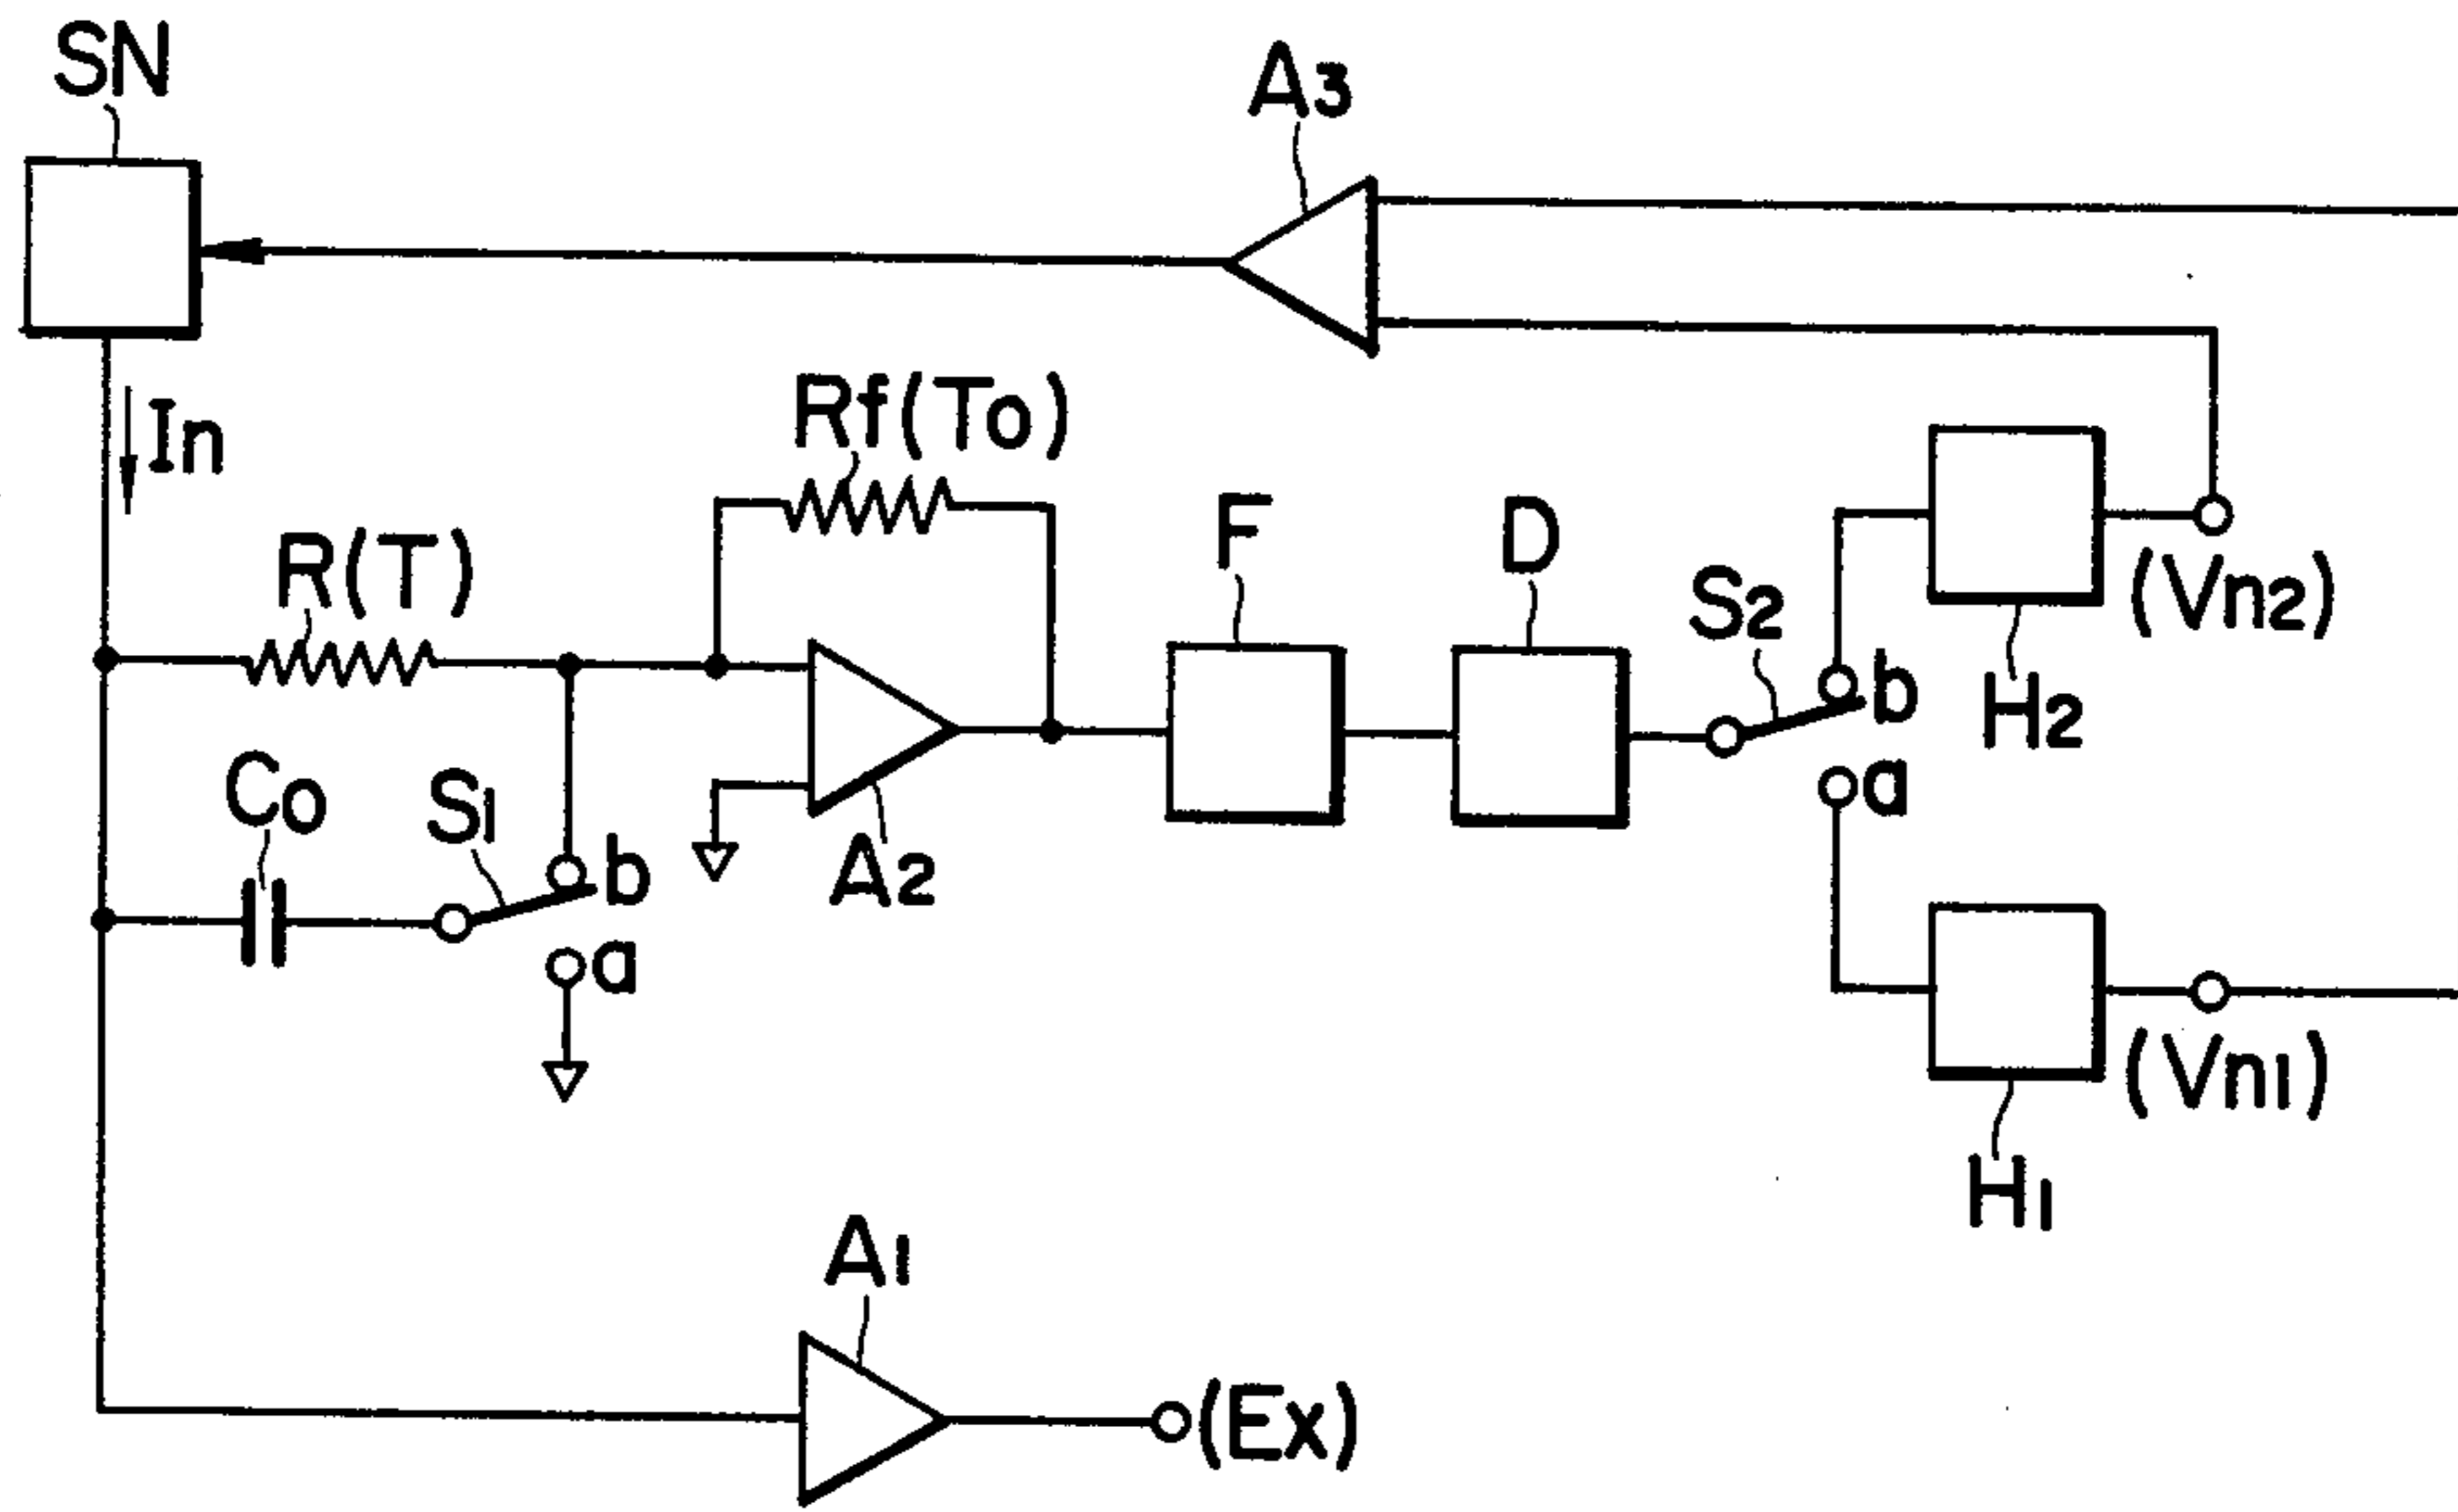 SN
A3
In
Rf(To)
R(T)
F
D
S2
b
(Vn2)
H2
Co
S1
b
a
A2
a
(Vn1)
H1
A1
(Ex)